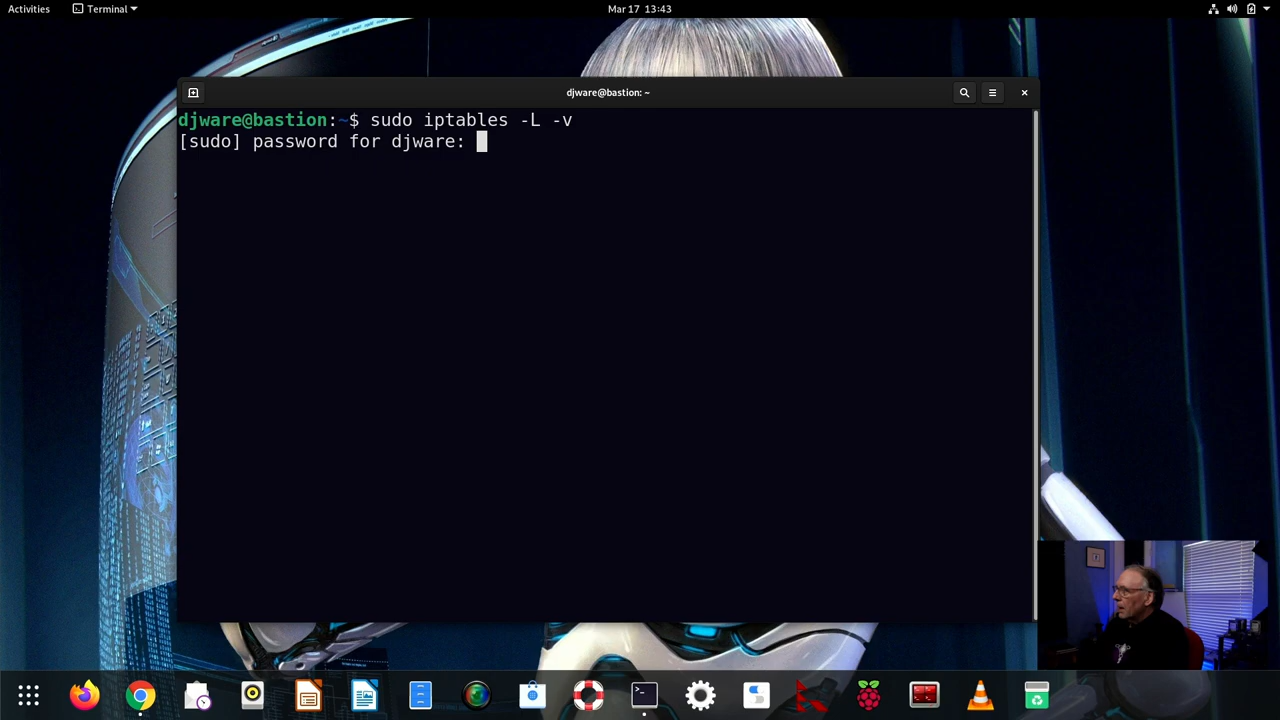 Activities
Terminal
Mar 17 13:43
djware@bastion: ~
djware@bastion:~$ sudo iptables -L -v
[sudo] password for djware: